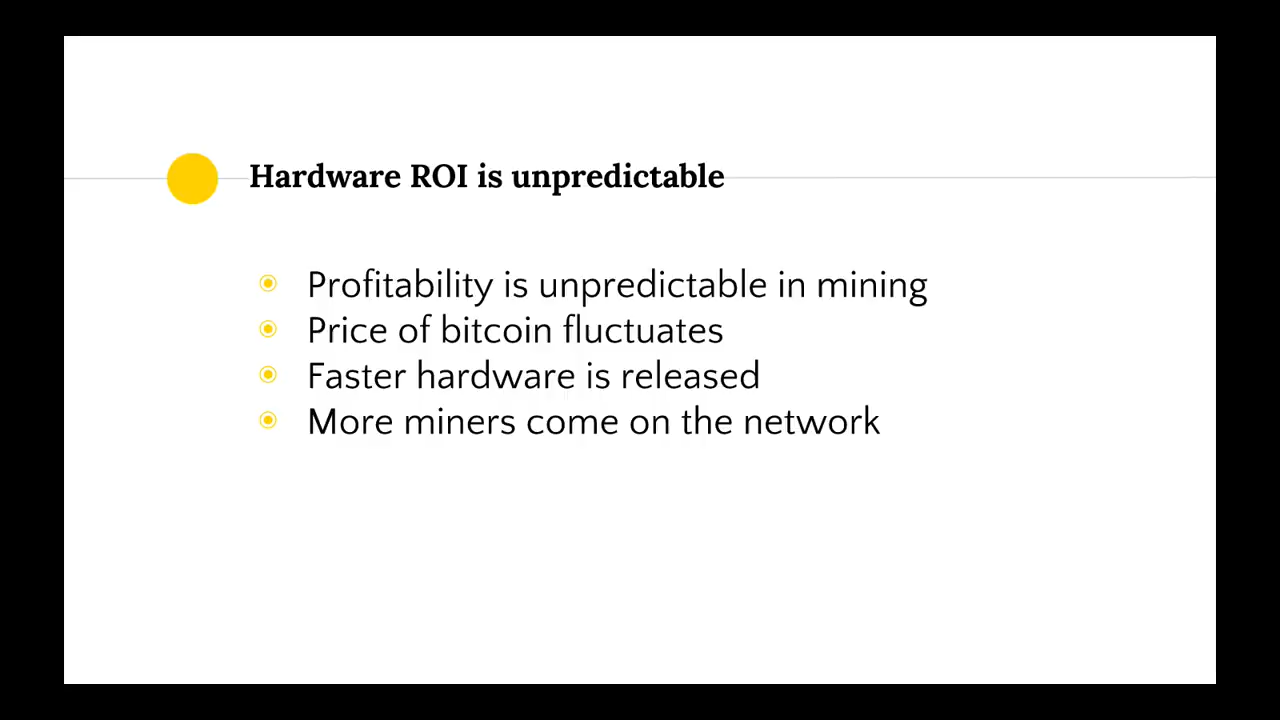 Hardware ROI is unpredictable
Profitability is unpredictable in mining
Price of bitcoin fluctuates
Faster hardware is released
More miners come on the network